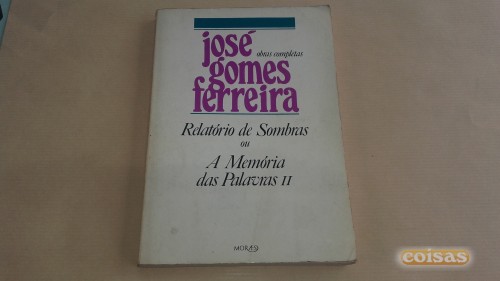 josé
obras completas
gomes
ferreira
Relatório de Sombras
ou
A Memória
das Palavras II
MORAES
coisas